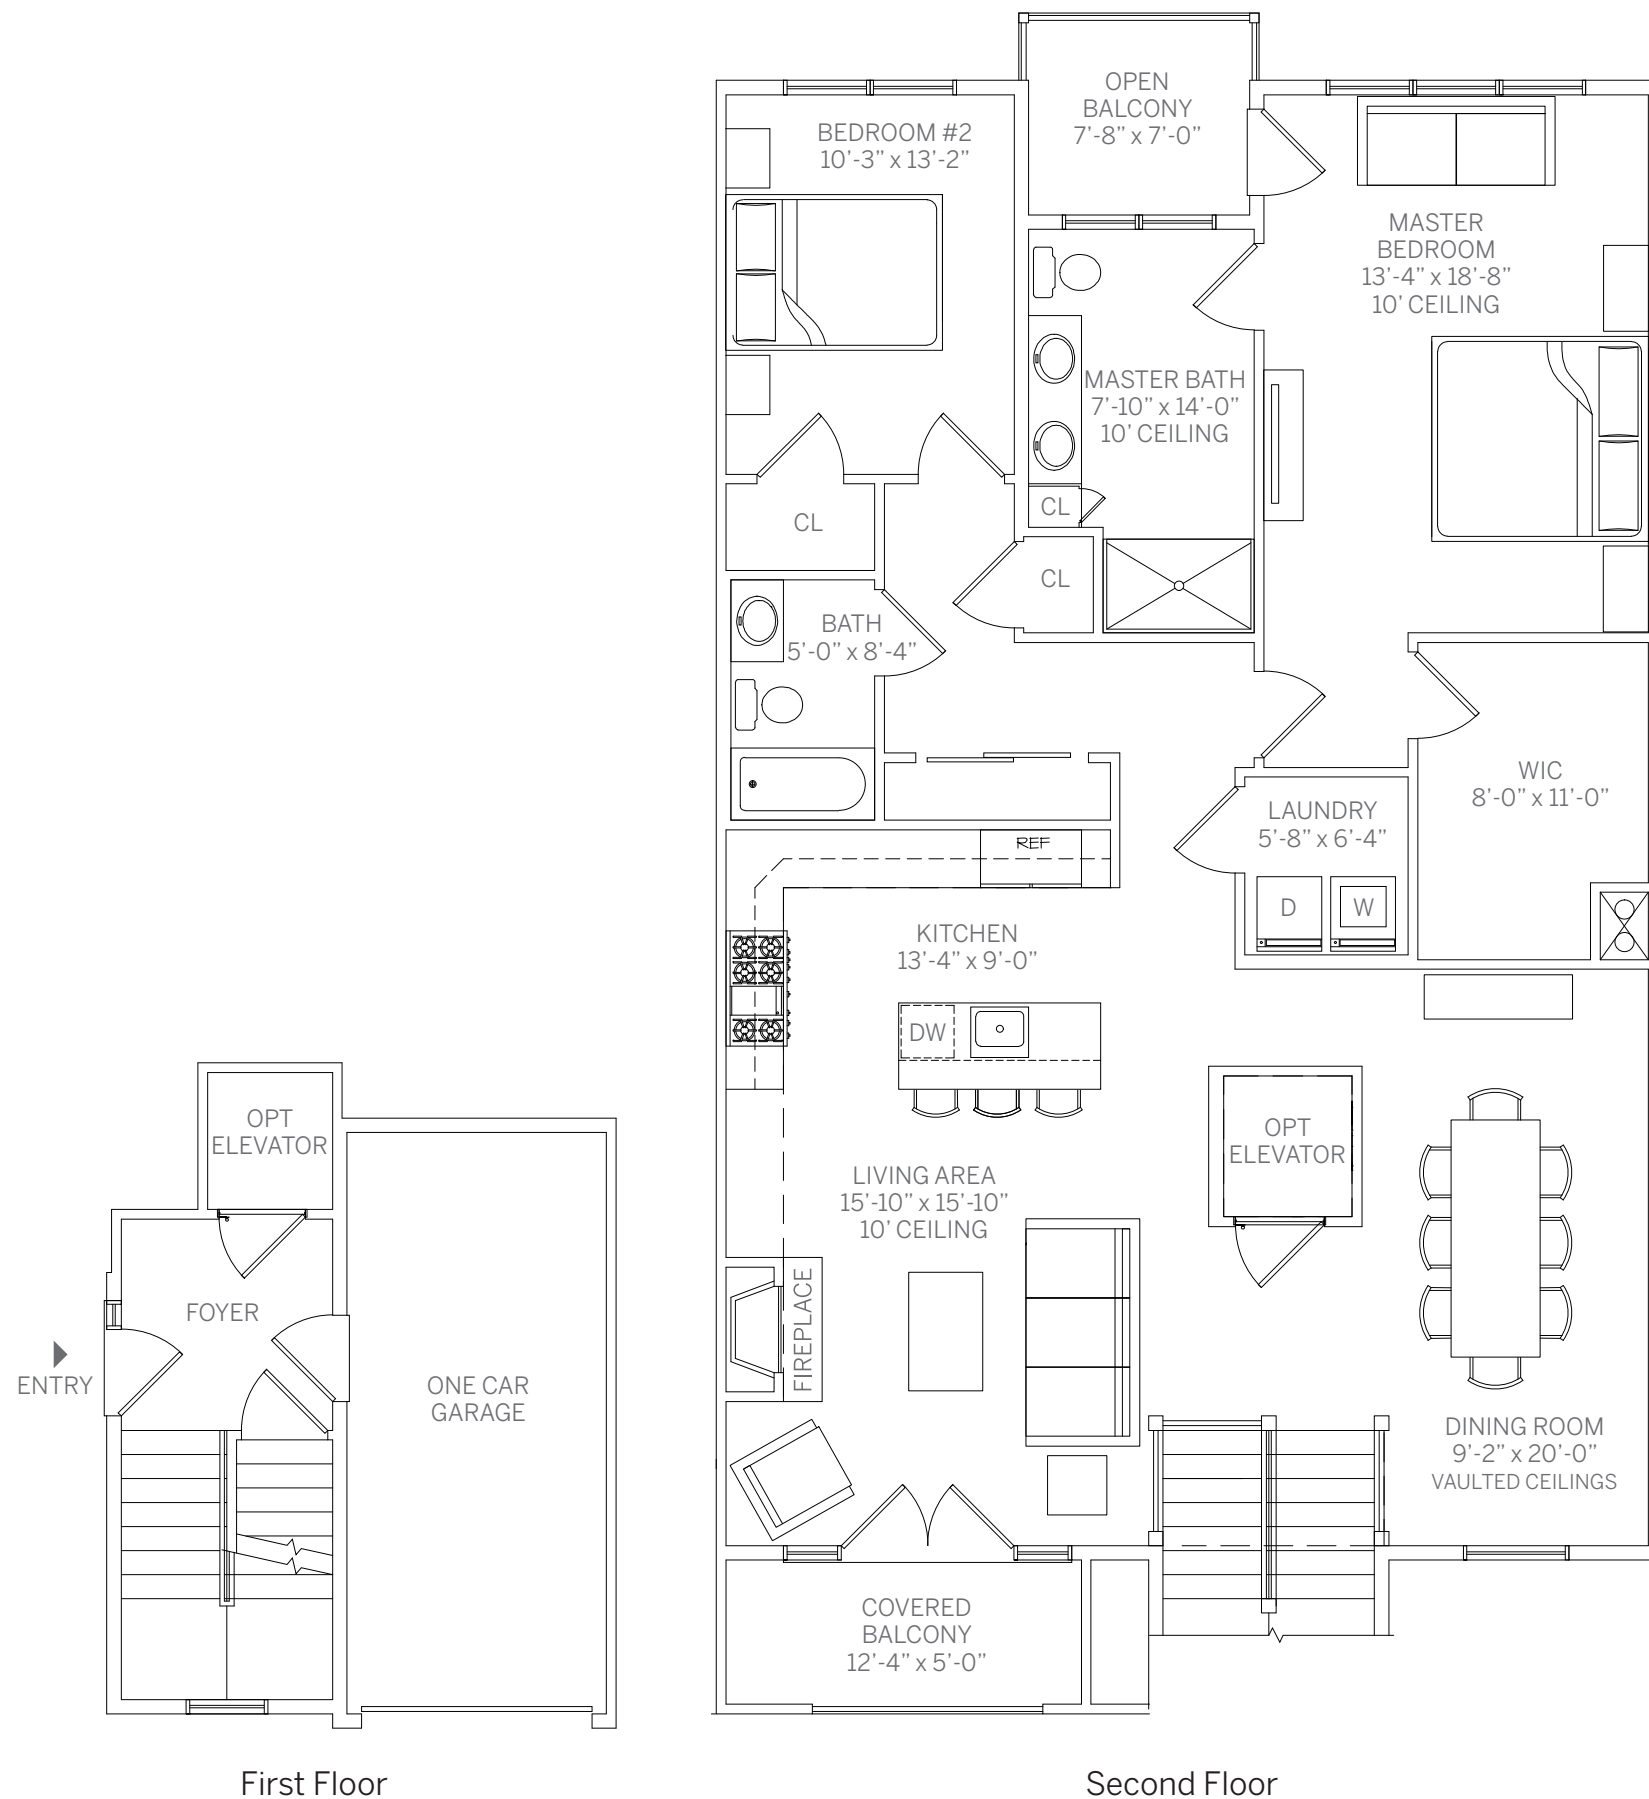 OPEN
BALCONY
7’-8” x 7’-0”
BEDROOM #2
10’-3” x 13’-2”
MASTER
BEDROOM
13’-4” x 18’-8”
10’ CEILING
MASTER BATH
7’-10” x 14’-0”
10’ CEILING
CL
CL
CL
BATH
5’-0” x 8’-4”
WIC
8’-0” x 11’-0”
LAUNDRY
5’-8” x 6’-4”
D
W
REF
KITCHEN
13’-4” x 9’-0”
DW
OPT
ELEVATOR
LIVING AREA
15’-10” x 15’-10”
10’ CEILING
FIREPLACE
DINING ROOM
9’-2” x 20’-0”
VAULTED CEILINGS
COVERED
BALCONY
12’-4” x 5’-0”
OPT
ELEVATOR
FOYER
ENTRY
ONE CAR
GARAGE
First Floor
Second Floor